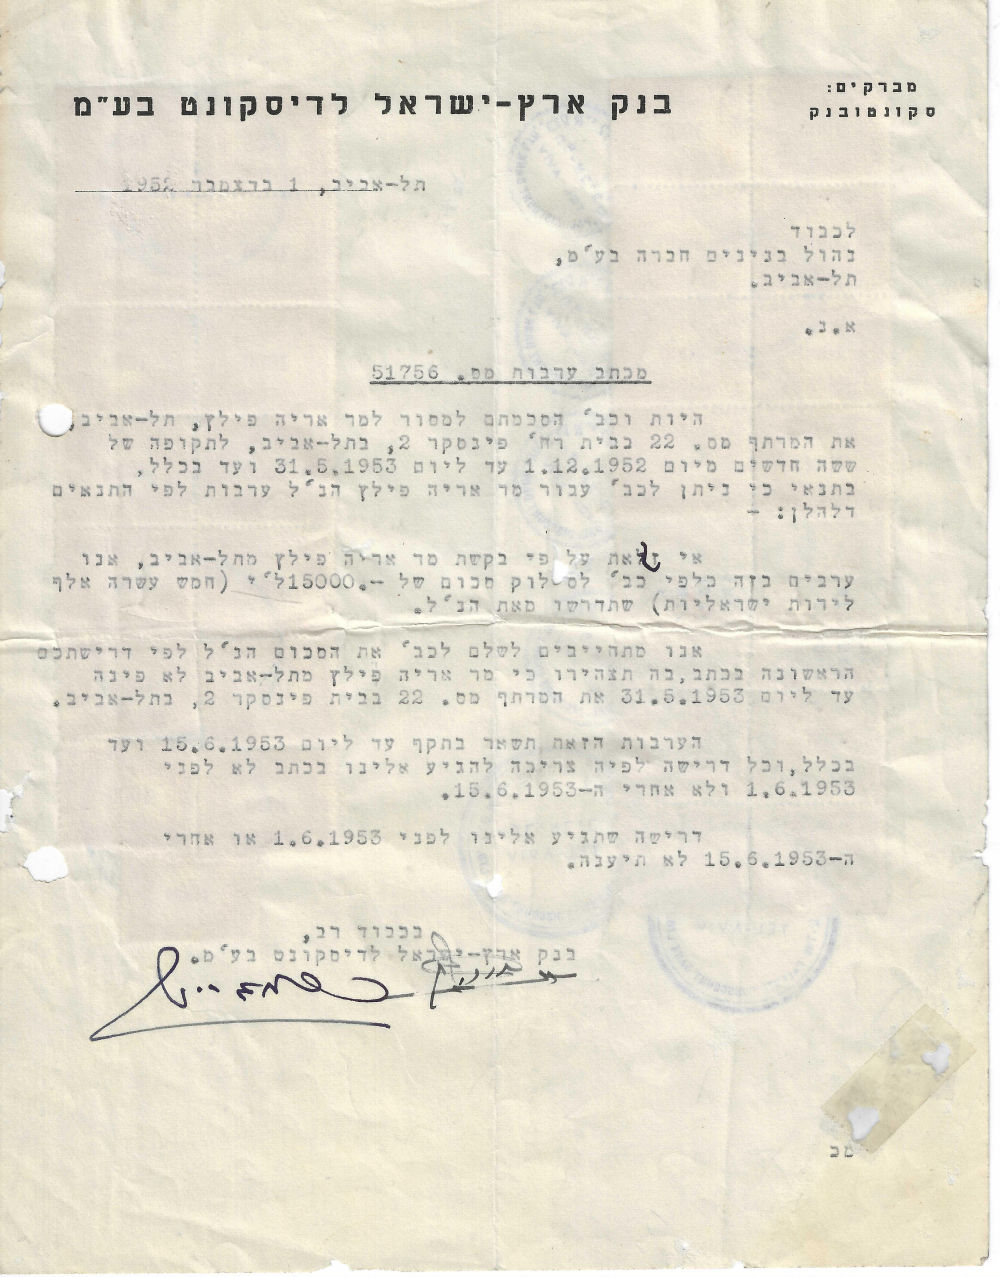 מברקים:
סקונטובנק
בנק ארץ-ישראל לדיסקונט בע״מ
תל-אביב, 1 בדצמבר 1952
לכבוד
נהול בנינים חברה בע"מ,
תל-אביב.
א.נ.
מכתב ערבות מס. 51756
היות וכב' הסכמתם למסור למר אריה פילץ, תל-אביב,
את המרתף מס. 22 בבית רח' פינסקר 2, בתל-אביב, לתקופה של
ששה חדשים מיום 1.12.1952 עד ליום 31.5.1953 ועד בכלל,
בתנאי כי ניתן לכב' עבור מר אריה פילץ הנ"ל ערבות לפי התנאים
דלהלן: -
אי לזאת על פי בקשת מר אריה פילץ מתל-אביב, אנו
ערבים בזה כלפי כב' לסלוק סכום של -.15000ל"י (חמש עשרה אלף
לירות ישראליות) שתדרשו מאת הנ"ל.
אנו מתחייבים לשלם לכב' את הסכום הנ"ל לפי דרישתכם
הראשונה בכתב,בה תצהירו כי מר אריה פילץ מתל-אביב לא פינה
עד ליום 31.5.1953 את המרתף מס. 22 בבית פינסקר 2, בתל-אביב.
הערבות הזאת תשאר בתקף עד ליום 15.6.1953 ועד
בכלל,וכל דרישה לפיה צריכה להגיע אלינו בכתב לא לפני
1.6.1953 ולא אחרי ה-15.6.1953.
דרישה שתגיע אלינו לפני 1.6.1953 או אחרי
ה-15.6.1953 לא תיענה.
בכבוד רב,
בנק ארץ-ישראל לדיסקונט בע"מ.
מכ